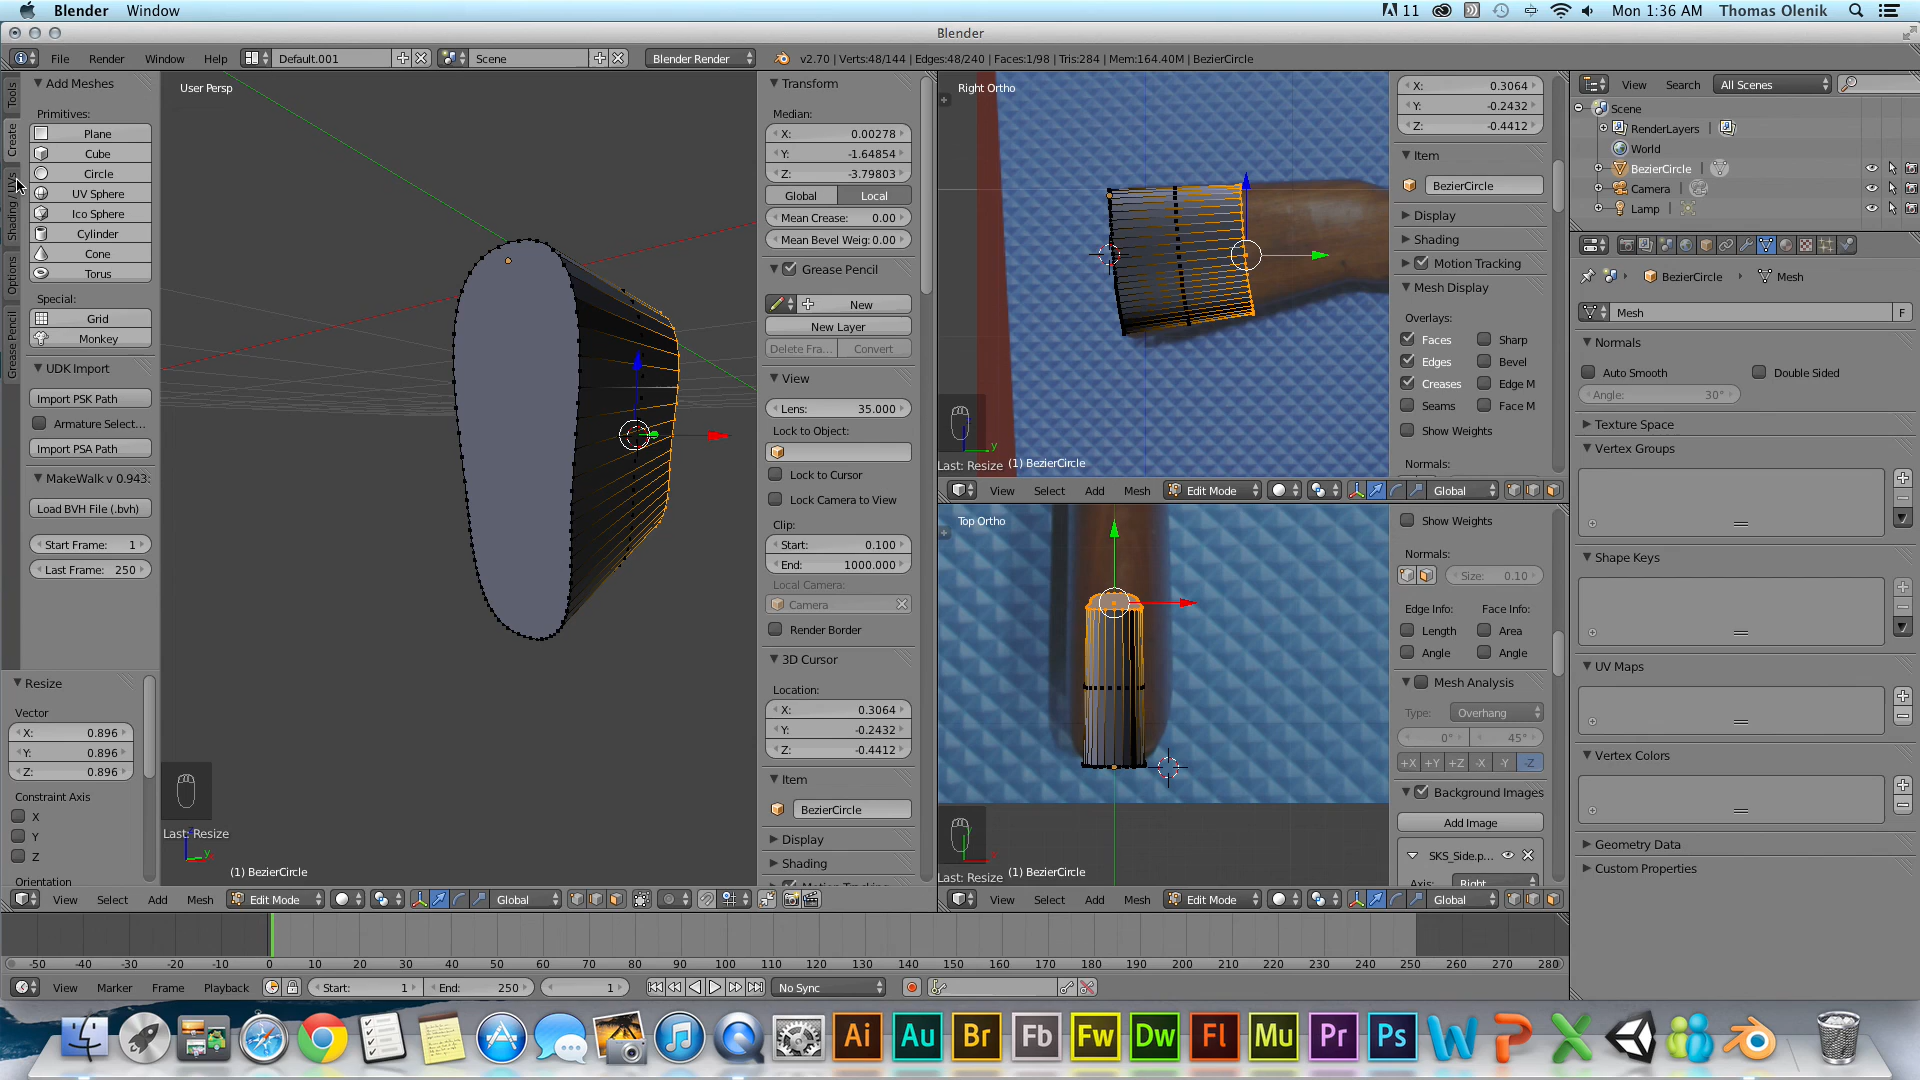 Blender Window
11 Mon 1:36 AM Thomas Olenik
Blender
File Render Window Help Default.001 Scene Blender Render v2.70 | Verts:48/144 | Edges:48/240 | Faces:1/98 | Tris:284 | Mem:164.40M | BezierCircle
Tools
Create
Shading / UVs
Options
Grease Pencil
Add Meshes
Primitives:
Plane
Cube
Circle
UV Sphere
Ico Sphere
Cylinder
Cone
Torus
Special:
Grid
Monkey
UDK Import
Import PSK Path
Armature Select...
Import PSA Path
MakeWalk v 0.943:
Load BVH File (.bvh)
Start Frame: 1
Last Frame: 250
Resize
Vector
X: 0.896
Y: 0.896
Z: 0.896
Constraint Axis
X
Y
Z
Orientation
User Persp
Last: Resize
(1) BezierCircle
View Select Add Mesh Edit Mode Global
Transform
Median:
X: 0.00278
Y: -1.64854
Z: -3.79803
Global Local
Mean Crease: 0.00
Mean Bevel Weig: 0.00
Grease Pencil
New
New Layer
Delete Fra... Convert
View
Lens: 35.000
Lock to Object:
Lock to Cursor
Lock Camera to View
Clip:
Start: 0.100
End: 1000.000
Local Camera:
Camera
Render Border
3D Cursor
Location:
X: 0.3064
Y: -0.2432
Z: -0.4412
Item
BezierCircle
Display
Shading
Right Ortho
Last: Resize (1) BezierCircle
View Select Add Mesh Edit Mode Global
X: 0.3064
Y: -0.2432
Z: -0.4412
Item
BezierCircle
Display
Shading
Motion Tracking
Mesh Display
Overlays:
Faces Sharp
Edges Bevel
Creases Edge M
Seams Face M
Show Weights
Normals:
Top Ortho
Last: Resize (1) BezierCircle
View Select Add Mesh Edit Mode Global
Show Weights
Normals:
Size: 0.10
Edge Info: Face Info:
Length Area
Angle Angle
Mesh Analysis
Type: Overhang
0° 45°
+X +Y +Z -X -Y -Z
Background Images
Add Image
SKS_Side.p...
Axis: Right
View Search All Scenes
Scene
RenderLayers
World
BezierCircle
Camera
Lamp
BezierCircle Mesh
Mesh F
Normals
Auto Smooth Double Sided
Angle: 30°
Texture Space
Vertex Groups
Shape Keys
UV Maps
Vertex Colors
Geometry Data
Custom Properties
-50 -40 -30 -20 -10 0 10 20 30 40 50 60 70 80 90 100 110 120 130 140 150 160 170 180 190 200 210 220 230 240 250 260 270 280
View Marker Frame Playback Start: 1 End: 250 1 No Sync
Ai Au Br Fb Fw Dw Fl Mu Pr Ps